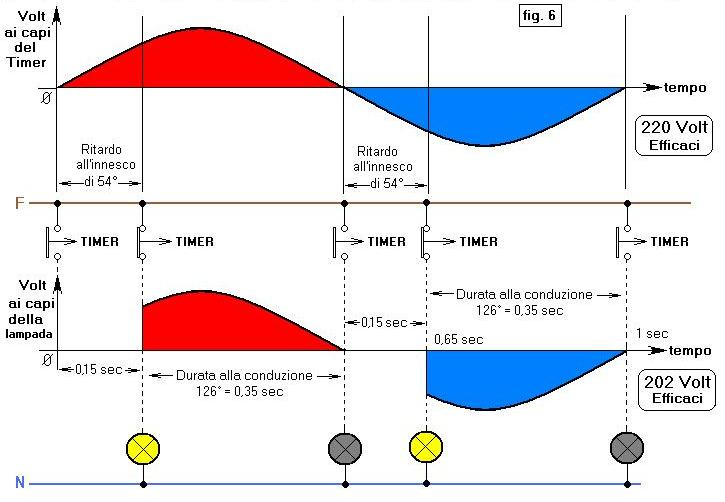 Volt
ai capi
del
Timer
fig. 6
Ø
tempo
220 Volt
Efficaci
Ritardo
all'innesco
di 54°
Ritardo
all'innesco
di 54°
F
TIMER
TIMER
TIMER
TIMER
TIMER
Volt
ai capi
della
lampada
Durata alla conduzione
126° = 0,35 sec
0,15 sec
0,65 sec
1 sec
Ø
tempo
0,15 sec
Durata alla conduzione
126° = 0,35 sec
202 Volt
Efficaci
N